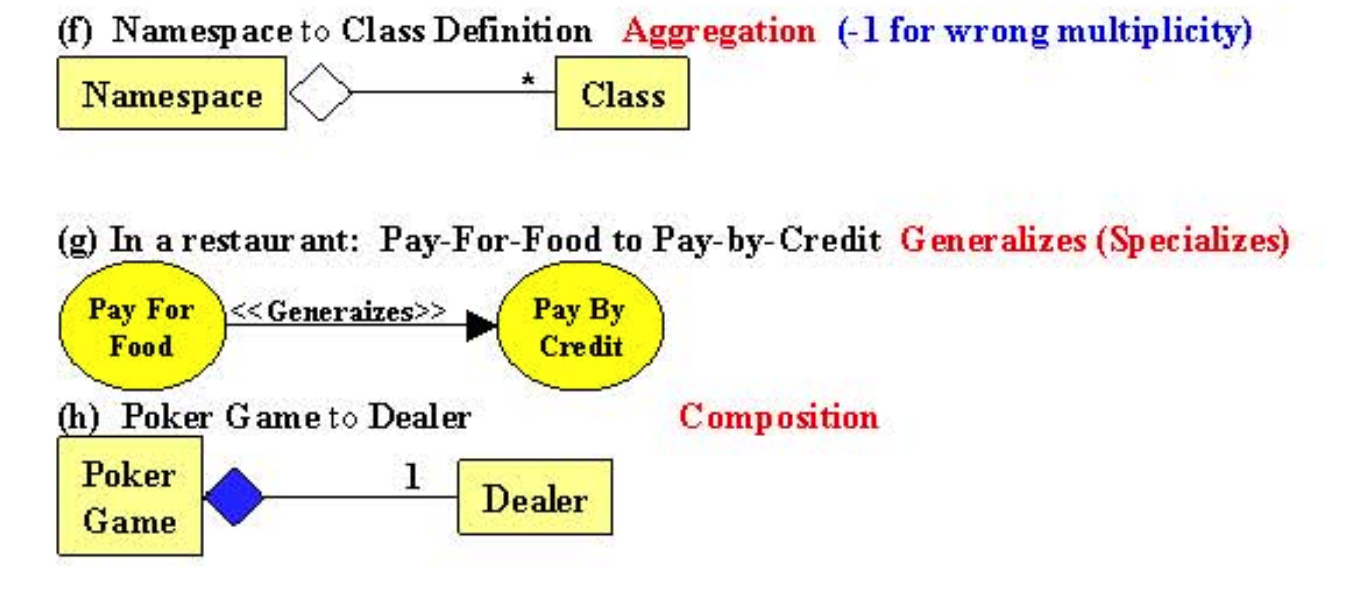 (f) Namespace to Class Definition Aggregation (-1 for wrong multiplicity)
Namespace * Class
(g) In a restaurant: Pay-For-Food to Pay-by-Credit Generalizes (Specializes)
Pay For Food <<Generaizes>> Pay By Credit
(h) Poker Game to Dealer Composition
Poker Game 1 Dealer